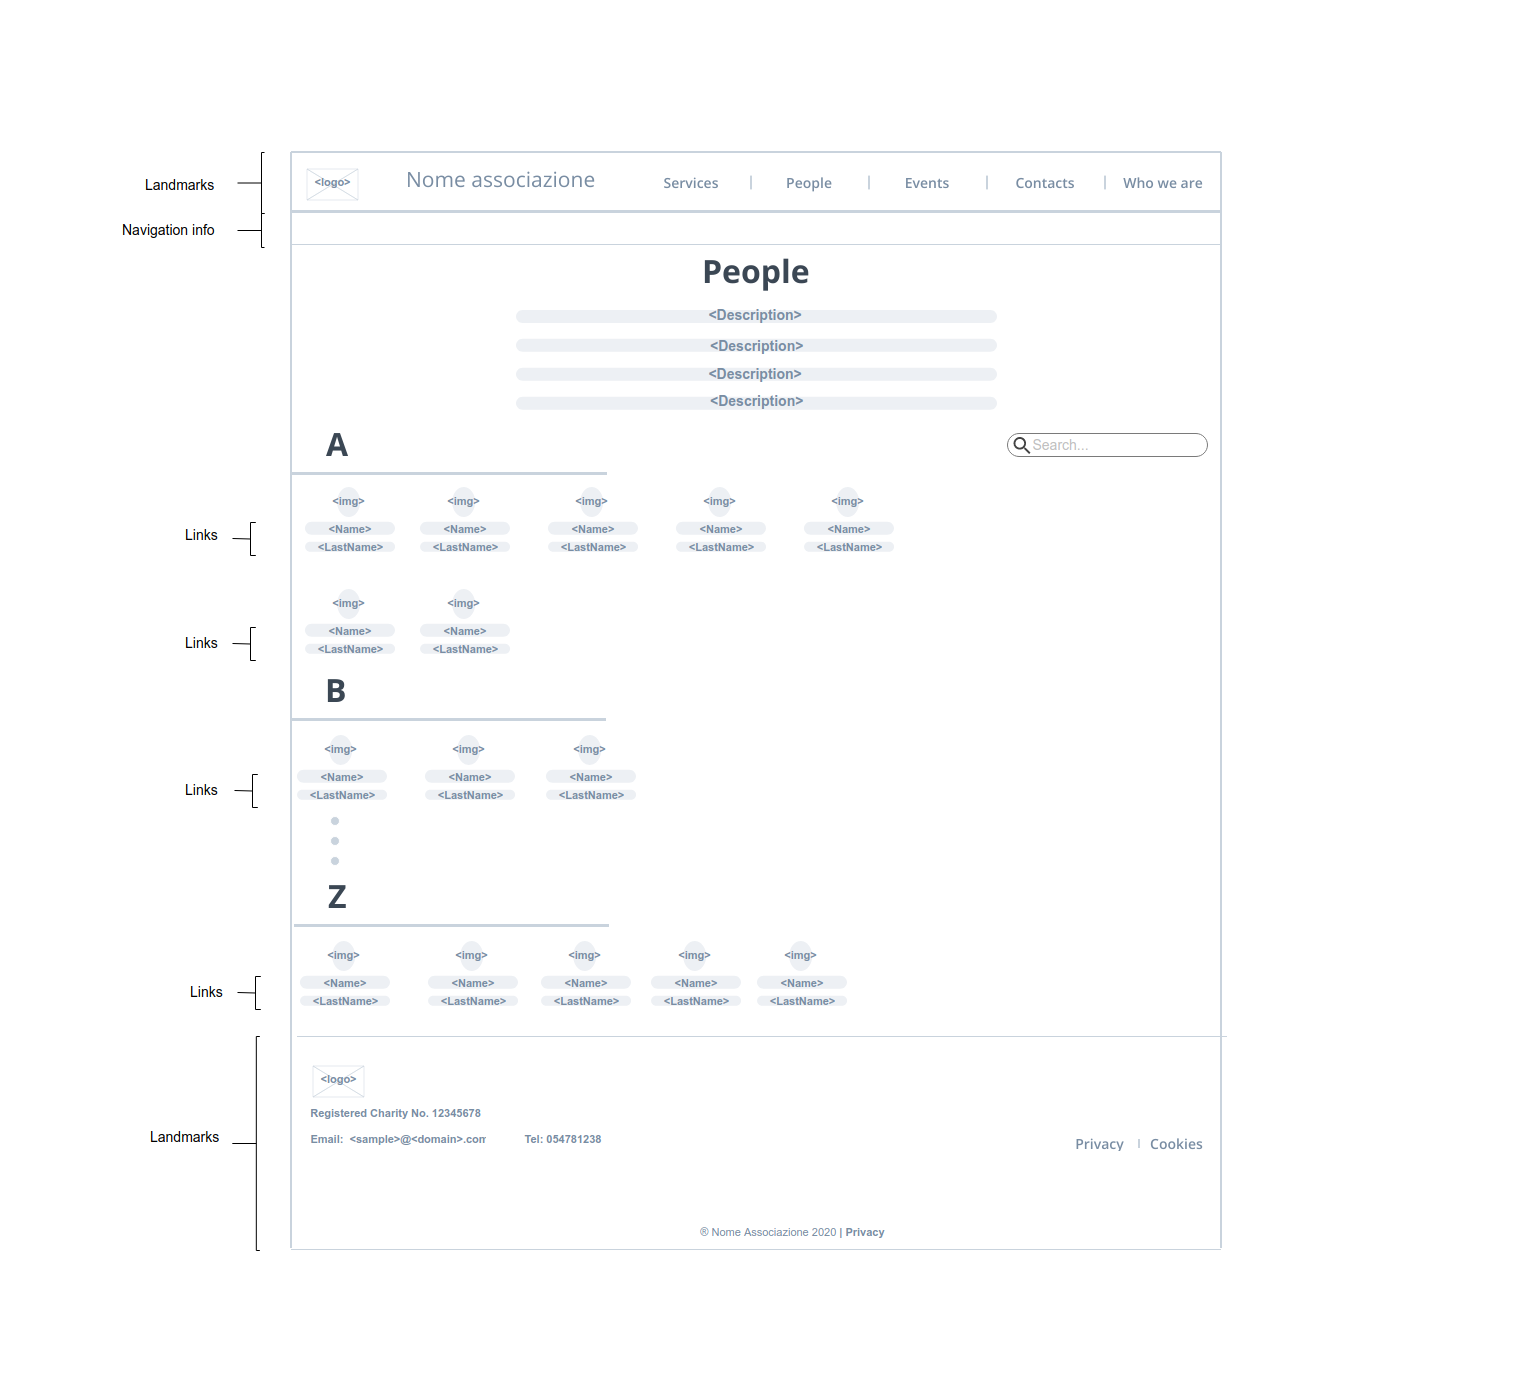 Landmarks
<logo> Nome associazione Services People Events Contacts Who we are
Navigation info
People
<Description>
<Description>
<Description>
<Description>
A
Search...
<img> <img> <img> <img> <img>
Links
<Name> <Name> <Name> <Name> <Name>
<LastName> <LastName> <LastName> <LastName> <LastName>
<img> <img>
Links
<Name> <Name>
<LastName> <LastName>
B
<img> <img> <img>
Links
<Name> <Name> <Name>
<LastName> <LastName> <LastName>
Z
<img> <img> <img> <img> <img>
Links
<Name> <Name> <Name> <Name> <Name>
<LastName> <LastName> <LastName> <LastName> <LastName>
<logo>
Registered Charity No. 12345678
Landmarks
Email: <sample>@<domain>.com Tel: 054781238
Privacy Cookies
® Nome Associazione 2020 | Privacy